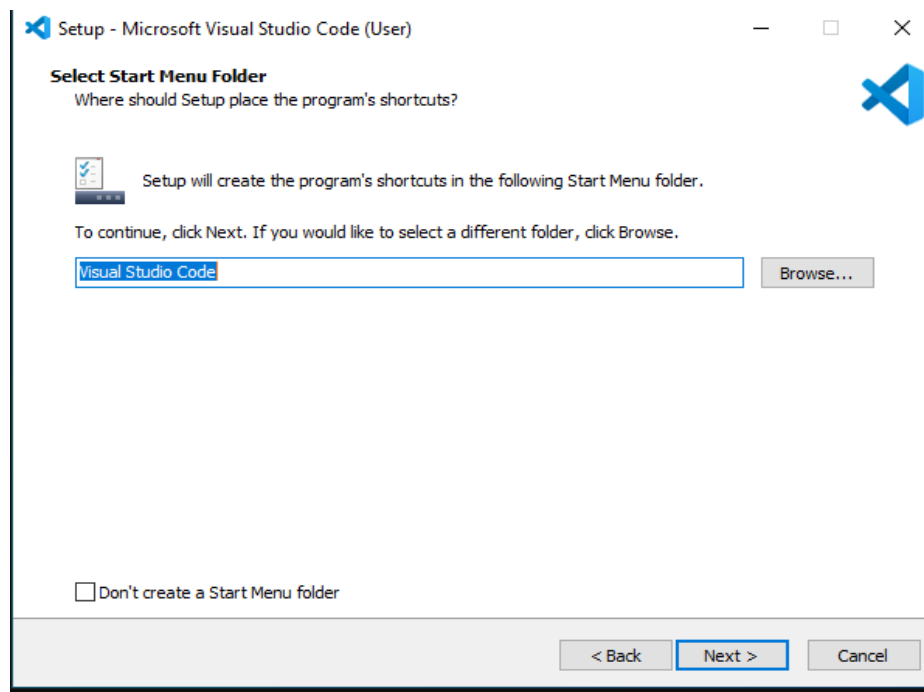 Setup - Microsoft Visual Studio Code (User)
Select Start Menu Folder
Where should Setup place the program's shortcuts?
Setup will create the program's shortcuts in the following Start Menu folder.
To continue, click Next. If you would like to select a different folder, click Browse.
Visual Studio Code
Browse...
Don't create a Start Menu folder
< Back
Next >
Cancel